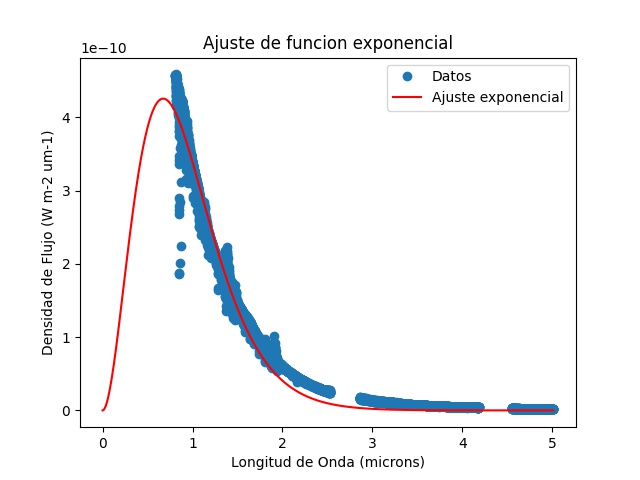 Ajuste de funcion exponencial
1e−10
Datos
Ajuste exponencial
4
3
2
1
0
Densidad de Flujo (W m-2 um-1)
0 1 2 3 4 5
Longitud de Onda (microns)